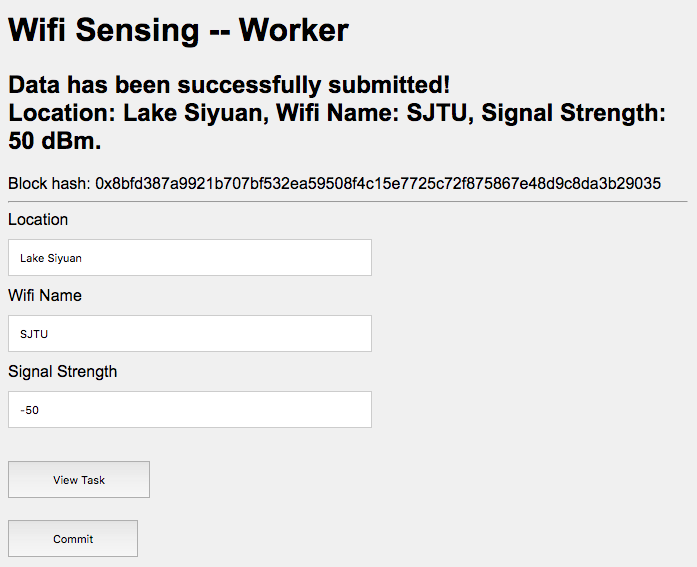 Wifi Sensing -- Worker
Data has been successfully submitted!
Location: Lake Siyuan, Wifi Name: SJTU, Signal Strength:
50 dBm.
Block hash: 0x8bfd387a9921b707bf532ea59508f4c15e7725c72f875867e48d9c8da3b29035
Location
Lake Siyuan
Wifi Name
SJTU
Signal Strength
-50
View Task
Commit